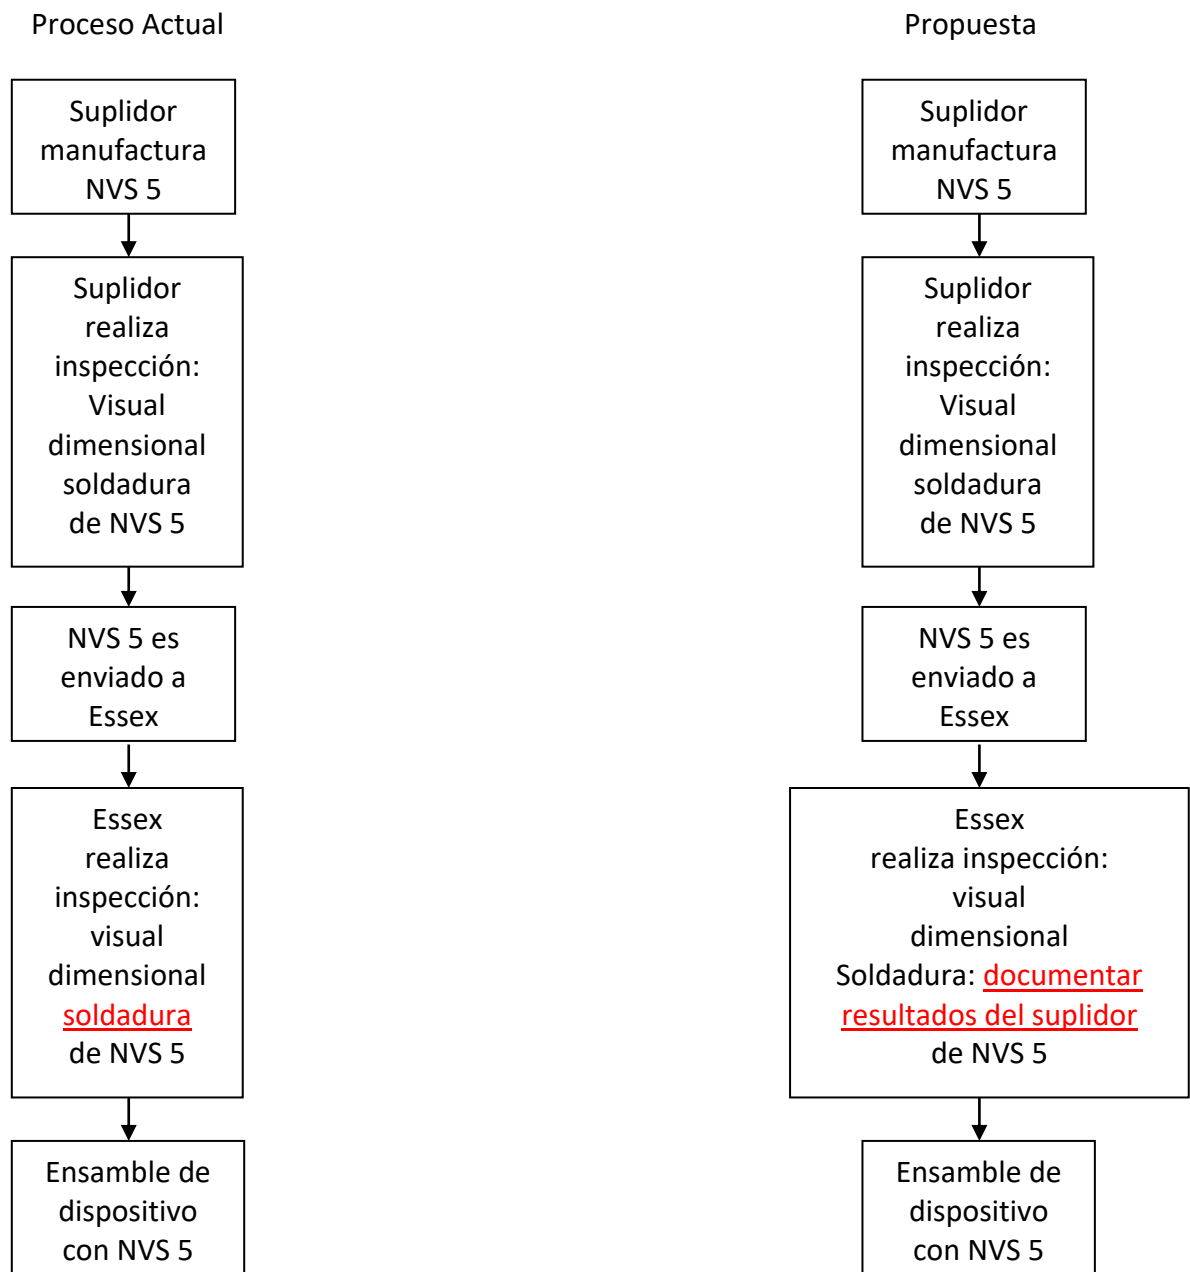 Proceso Actual
Suplidor
manufactura
NVS 5
Suplidor
realiza
inspección:
Visual
dimensional
soldadura
de NVS 5
NVS 5 es
enviado a
Essex
Essex
realiza
inspección:
visual
dimensional
soldadura
de NVS 5
Ensamble de
dispositivo
con NVS 5
Propuesta
Suplidor
manufactura
NVS 5
Suplidor
realiza
inspección:
Visual
dimensional
soldadura
de NVS 5
NVS 5 es
enviado a
Essex
Essex
realiza inspección:
visual
dimensional
Soldadura: documentar
resultados del suplidor
de NVS 5
Ensamble de
dispositivo
con NVS 5